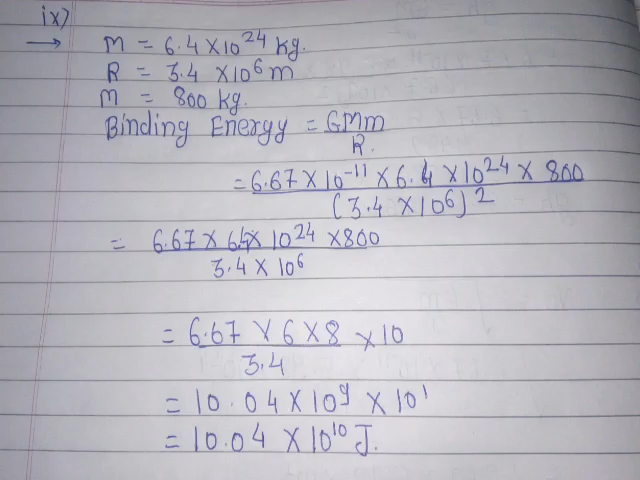 ix)
→ M = 6.4 × 10²⁴ kg.
R = 3.4 × 10⁶ m
m = 800 kg.
Binding Energy = GMm / R.
= 6.67 × 10⁻¹¹ × 6.4 × 10²⁴ × 800 / (3.4 × 10⁶)²
= 6.67 × 6.4 × 10²⁴ × 800 / 3.4 × 10⁶
= 6.67 × 6 × 8 / 3.4 × 10
= 10.04 × 10⁹ × 10¹
= 10.04 × 10¹⁰ J.